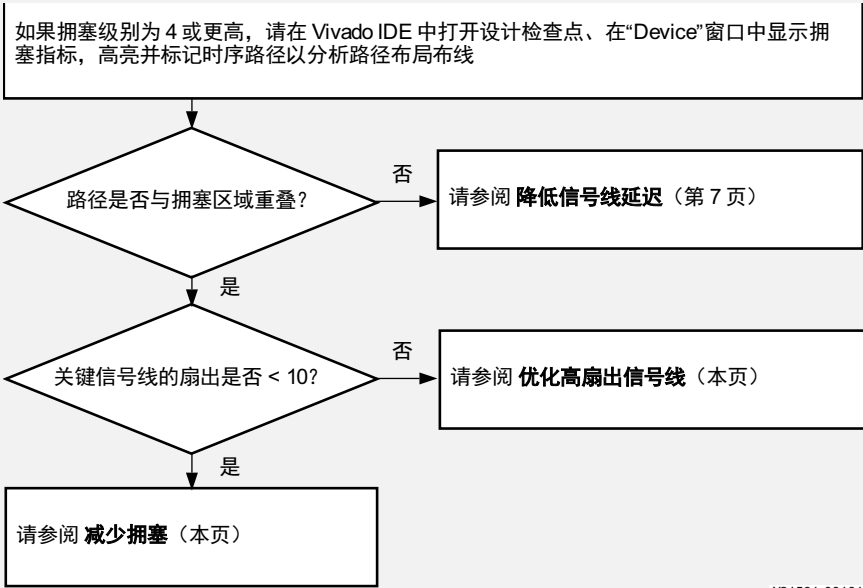 如果拥塞级别为 4 或更高，请在 Vivado IDE 中打开设计检查点、在“Device”窗口中显示拥
塞指标，高亮并标记时序路径以分析路径布局布线
路径是否与拥塞区域重叠?
否
请参阅 降低信号线延迟（第 7 页）
是
关键信号线的扇出是否 < 10?
否
请参阅 优化高扇出信号线（本页）
是
请参阅 减少拥塞（本页）